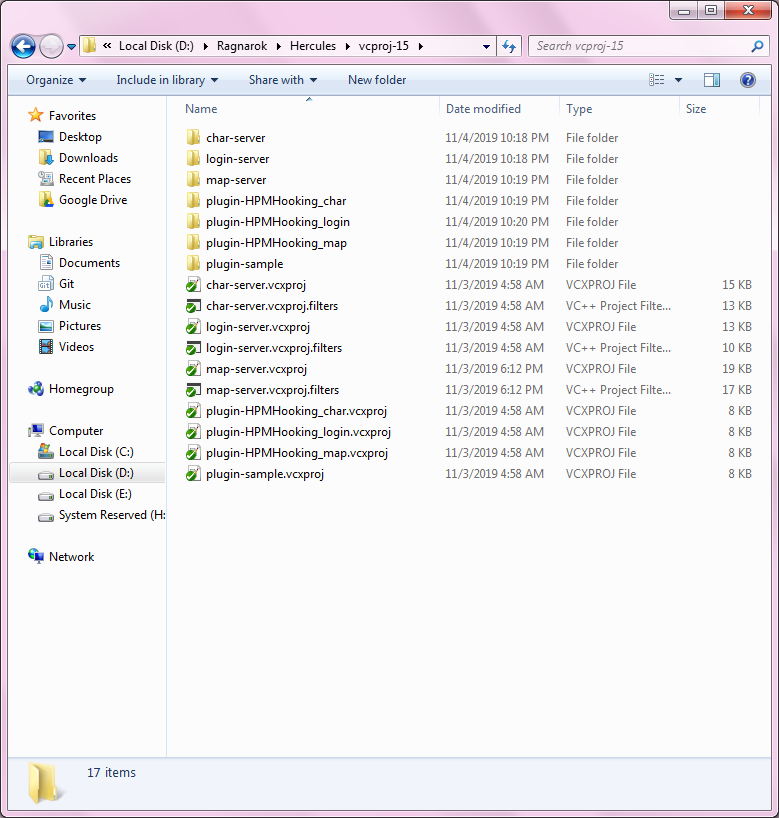 « Local Disk (D:) Ragnarok Hercules vcproj-15
Search vcproj-15
Organize Include in library Share with New folder
Favorites
Desktop
Downloads
Recent Places
Google Drive
Libraries
Documents
Git
Music
Pictures
Videos
Homegroup
Computer
Local Disk (C:)
Local Disk (D:)
Local Disk (E:)
System Reserved (H:
Network
Name Date modified Type Size
char-server 11/4/2019 10:18 PM File folder
login-server 11/4/2019 10:18 PM File folder
map-server 11/4/2019 10:19 PM File folder
plugin-HPMHooking_char 11/4/2019 10:19 PM File folder
plugin-HPMHooking_login 11/4/2019 10:20 PM File folder
plugin-HPMHooking_map 11/4/2019 10:19 PM File folder
plugin-sample 11/4/2019 10:19 PM File folder
char-server.vcxproj 11/3/2019 4:58 AM VCXPROJ File 15 KB
char-server.vcxproj.filters 11/3/2019 4:58 AM VC++ Project Filte... 13 KB
login-server.vcxproj 11/3/2019 4:58 AM VCXPROJ File 13 KB
login-server.vcxproj.filters 11/3/2019 4:58 AM VC++ Project Filte... 10 KB
map-server.vcxproj 11/3/2019 6:12 PM VCXPROJ File 19 KB
map-server.vcxproj.filters 11/3/2019 6:12 PM VC++ Project Filte... 17 KB
plugin-HPMHooking_char.vcxproj 11/3/2019 4:58 AM VCXPROJ File 8 KB
plugin-HPMHooking_login.vcxproj 11/3/2019 4:58 AM VCXPROJ File 8 KB
plugin-HPMHooking_map.vcxproj 11/3/2019 4:58 AM VCXPROJ File 8 KB
plugin-sample.vcxproj 11/3/2019 4:58 AM VCXPROJ File 8 KB
17 items